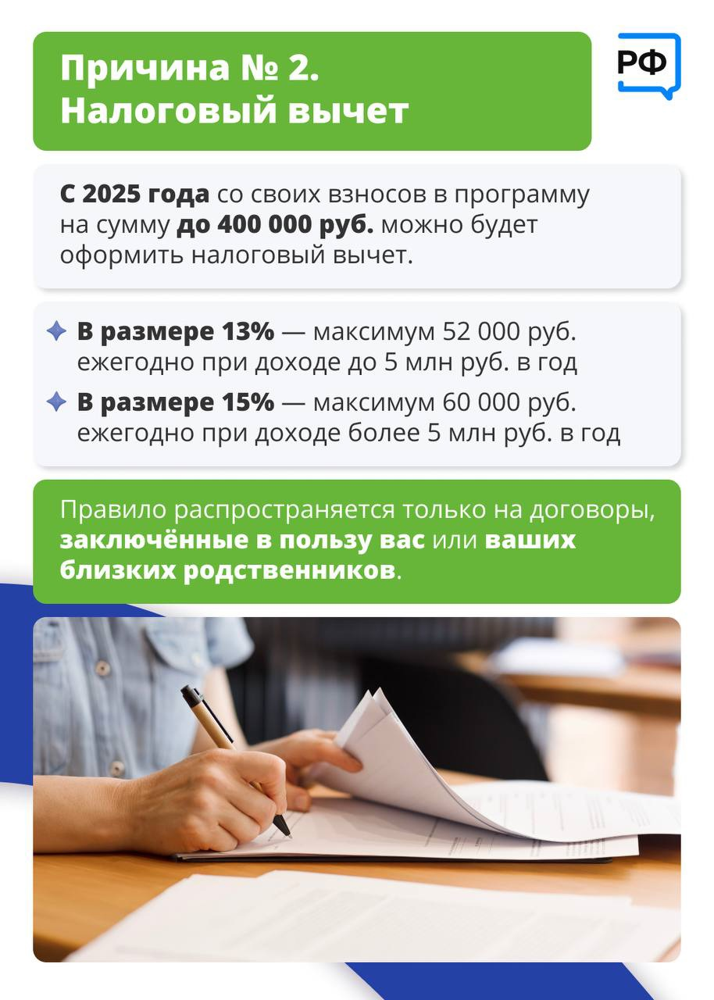 Причина № 2.
Налоговый вычет
РФ
С 2025 года со своих взносов в программу
на сумму до 400 000 руб. можно будет
оформить налоговый вычет.
В размере 13% — максимум 52 000 руб.
ежегодно при доходе до 5 млн руб. в год
В размере 15% — максимум 60 000 руб.
ежегодно при доходе более 5 млн руб. в год
Правило распространяется только на договоры,
заключённые в пользу вас или ваших
близких родственников.